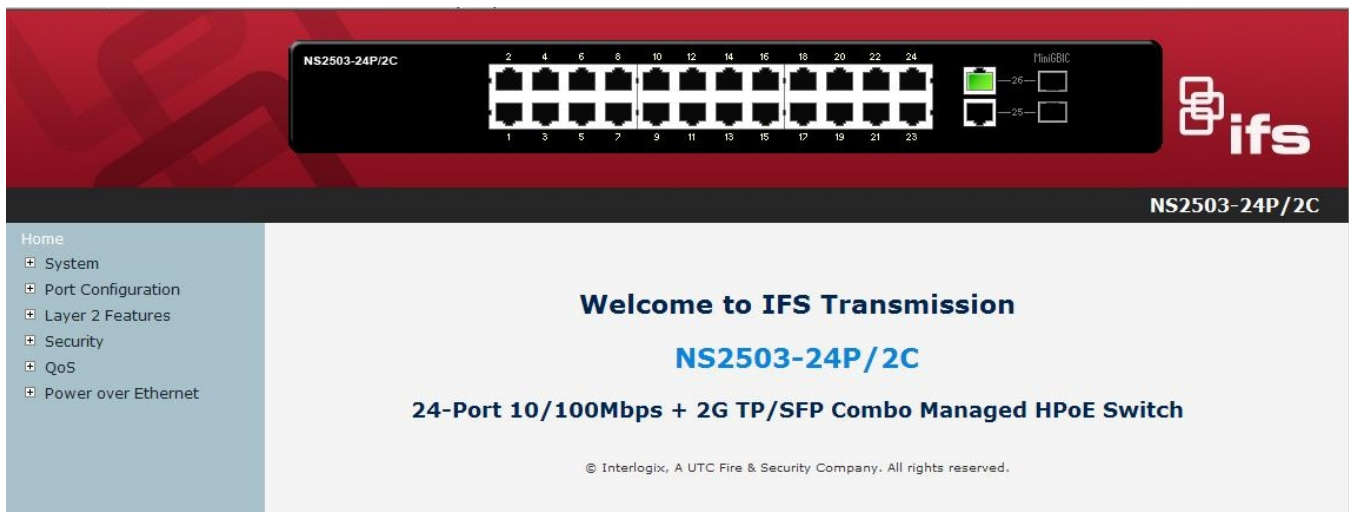 NS2503-24P/2C
2 4 6 8 10 12 14 16 18 20 22 24
MiniGBIC
26
25
1 3 5 7 9 11 13 15 17 19 21 23
ifs
NS2503-24P/2C
Home
System
Port Configuration
Layer 2 Features
Security
QoS
Power over Ethernet
Welcome to IFS Transmission
NS2503-24P/2C
24-Port 10/100Mbps + 2G TP/SFP Combo Managed HPoE Switch
© Interlogix, A UTC Fire & Security Company. All rights reserved.